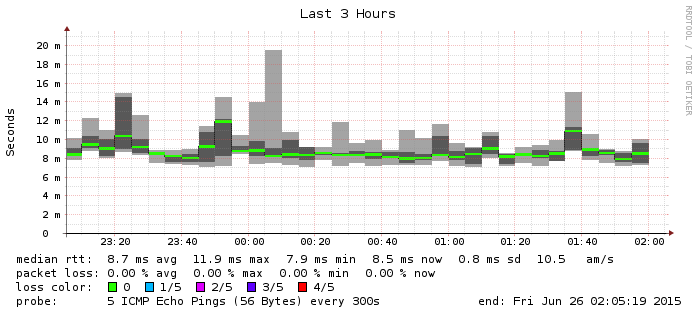 Last 3 Hours
RRDTOOL / TOBI OETIKER
Seconds
20 m
18 m
16 m
14 m
12 m
10 m
8 m
6 m
4 m
2 m
0
23:20 23:40 00:00 00:20 00:40 01:00 01:20 01:40 02:00
median rtt: 8.7 ms avg 11.9 ms max 7.9 ms min 8.5 ms now 0.8 ms sd 10.5 am/s
packet loss: 0.00 % avg 0.00 % max 0.00 % min 0.00 % now
loss color: 0 1/5 2/5 3/5 4/5
probe: 5 ICMP Echo Pings (56 Bytes) every 300s end: Fri Jun 26 02:05:19 2015